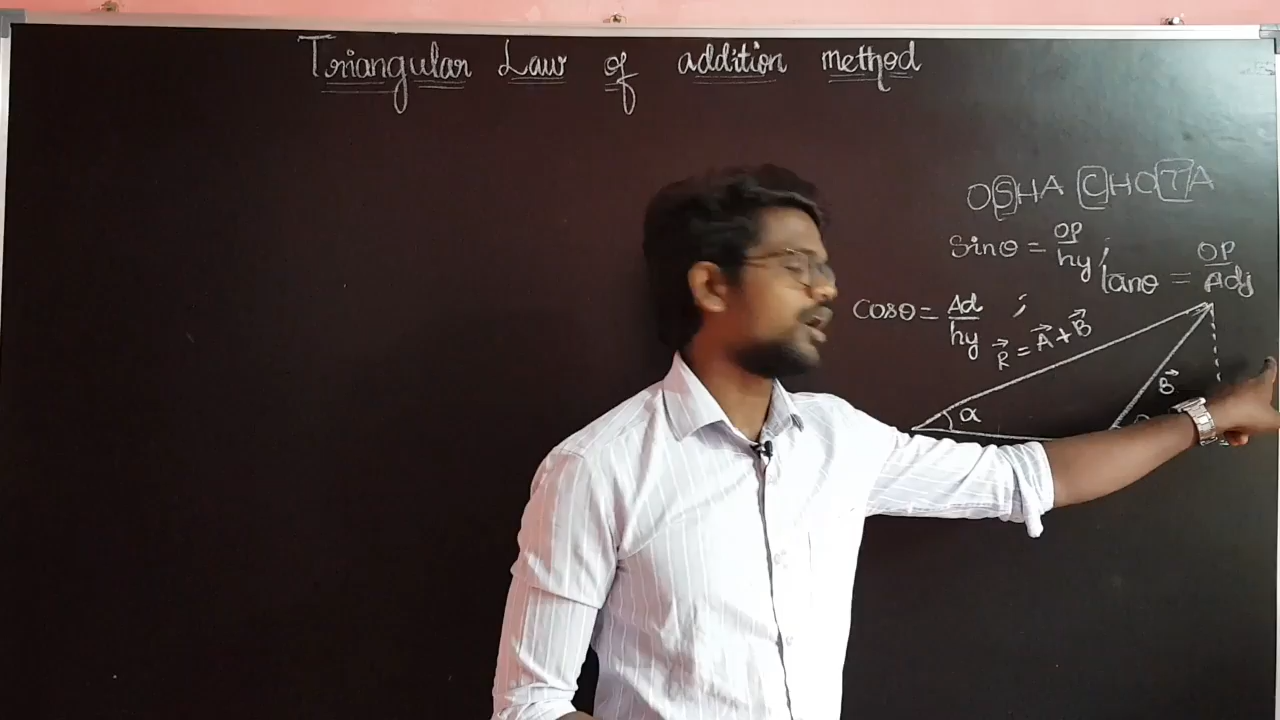 Triangular Law of addition method
OSHA CHOTA
Sinθ = OP/hy ;
tanθ = OP/Adj
Cosθ = Ad/hy ;
R⃗ = A⃗ + B⃗
B⃗
α